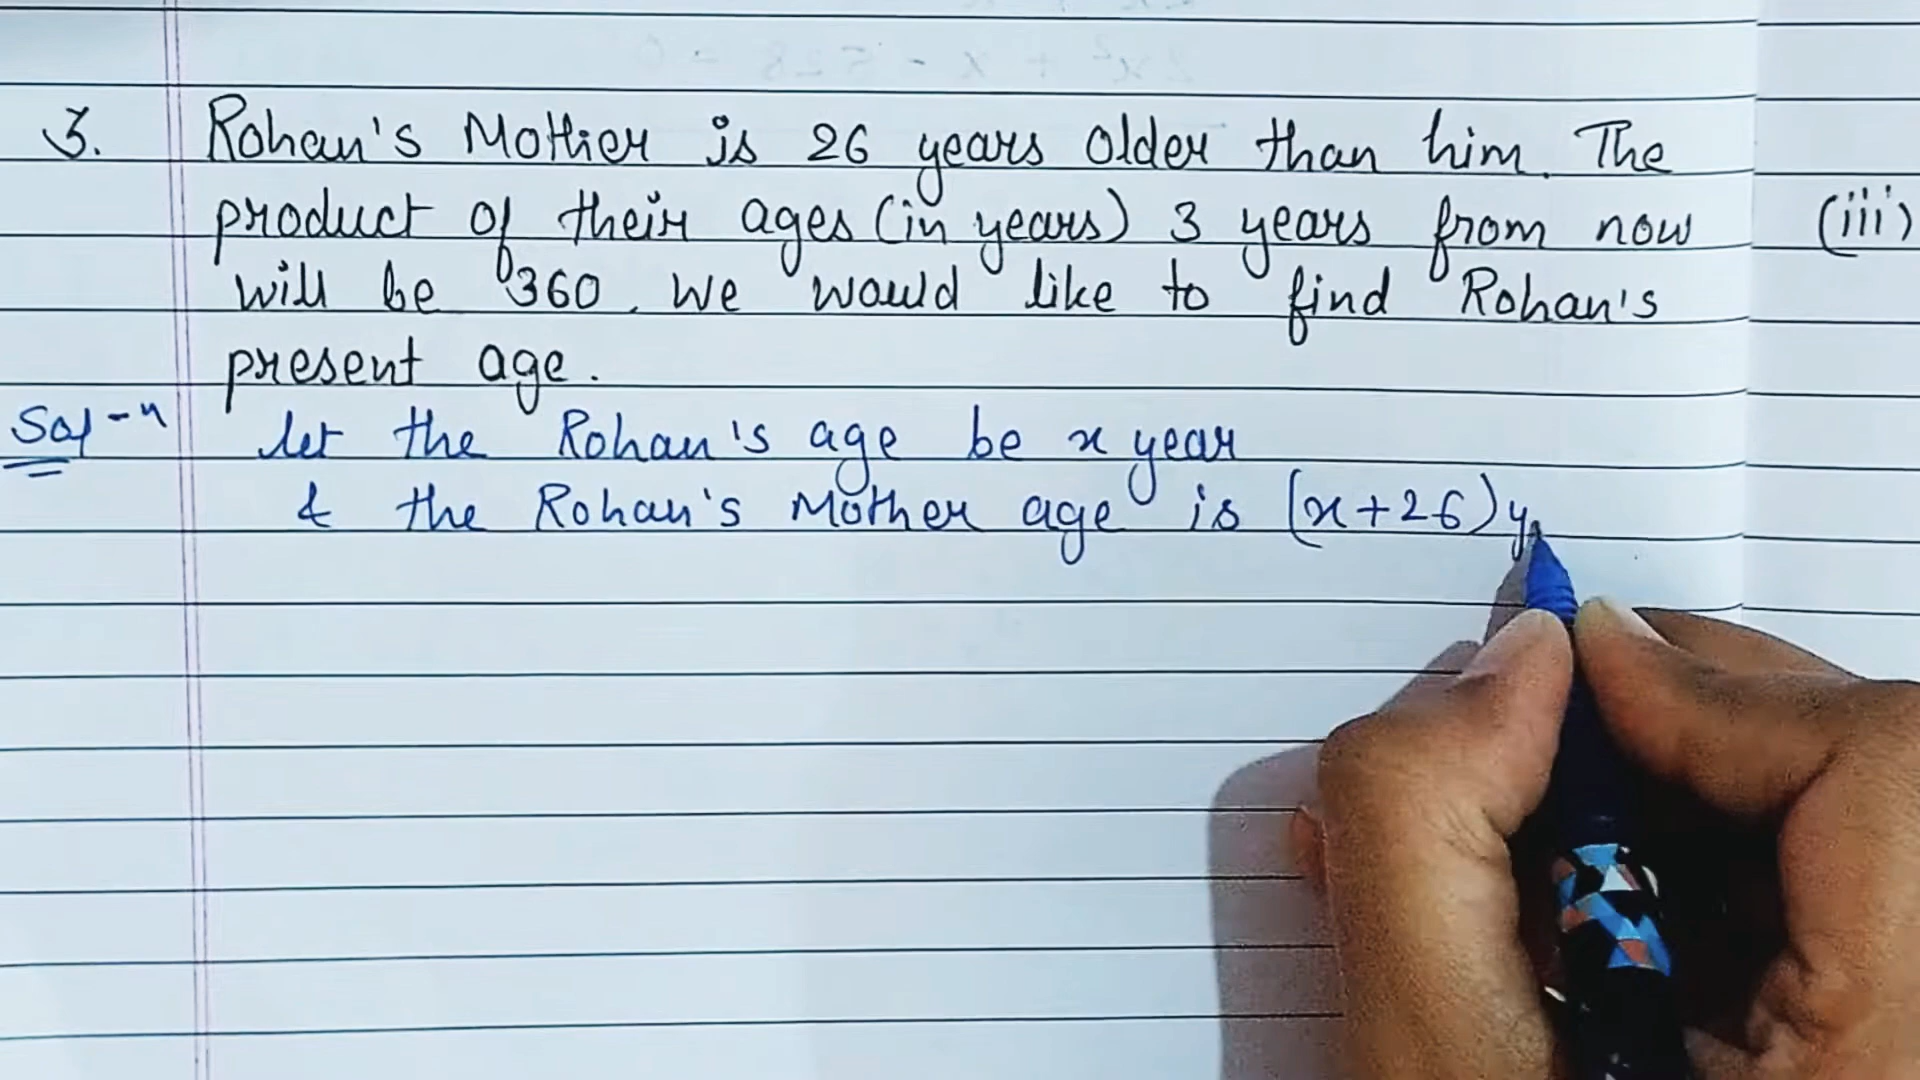 3. Rohan's Mother is 26 years older than him. The
product of their ages (in years) 3 years from now
will be 360. We would like to find Rohan's
present age.
Sol-n let the Rohan's age be x year
& the Rohan's Mother age is (x+26) y
(iii)